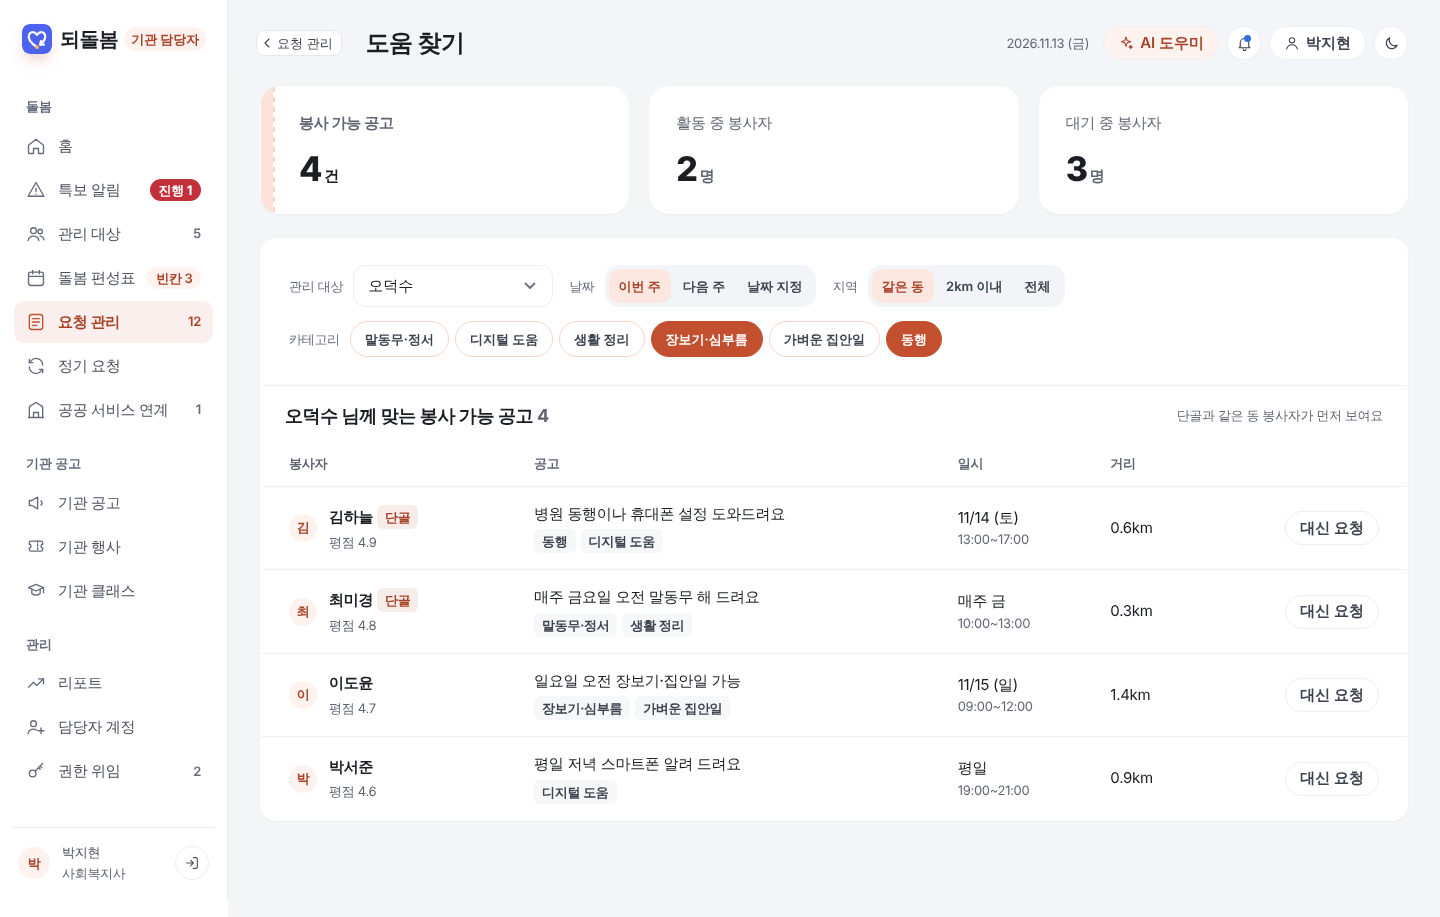 되돌봄 기관 담당자
돌봄
홈
특보 알림 진행 1
관리 대상 5
돌봄 편성표 빈칸 3
요청 관리 12
정기 요청
공공 서비스 연계 1
기관 공고
기관 공고
기관 행사
기관 클래스
관리
리포트
담당자 계정
권한 위임 2
박
박지현
사회복지사
요청 관리
도움 찾기
2026.11.13 (금)
AI 도우미
박지현
봉사 가능 공고
4건
활동 중 봉사자
2명
대기 중 봉사자
3명
관리 대상 오덕수 날짜 이번 주 다음 주 날짜 지정 지역 같은 동 2km 이내 전체
카테고리 말동무·정서 디지털 도움 생활 정리 장보기·심부름 가벼운 집안일 동행
오덕수 님께 맞는 봉사 가능 공고 4
단골과 같은 동 봉사자가 먼저 보여요
봉사자 공고 일시 거리
김 김하늘 단골
평점 4.9
병원 동행이나 휴대폰 설정 도와드려요
동행 디지털 도움
11/14 (토)
13:00~17:00
0.6km
대신 요청
최 최미경 단골
평점 4.8
매주 금요일 오전 말동무 해 드려요
말동무·정서 생활 정리
매주 금
10:00~13:00
0.3km
대신 요청
이 이도윤
평점 4.7
일요일 오전 장보기·집안일 가능
장보기·심부름 가벼운 집안일
11/15 (일)
09:00~12:00
1.4km
대신 요청
박 박서준
평점 4.6
평일 저녁 스마트폰 알려 드려요
디지털 도움
평일
19:00~21:00
0.9km
대신 요청